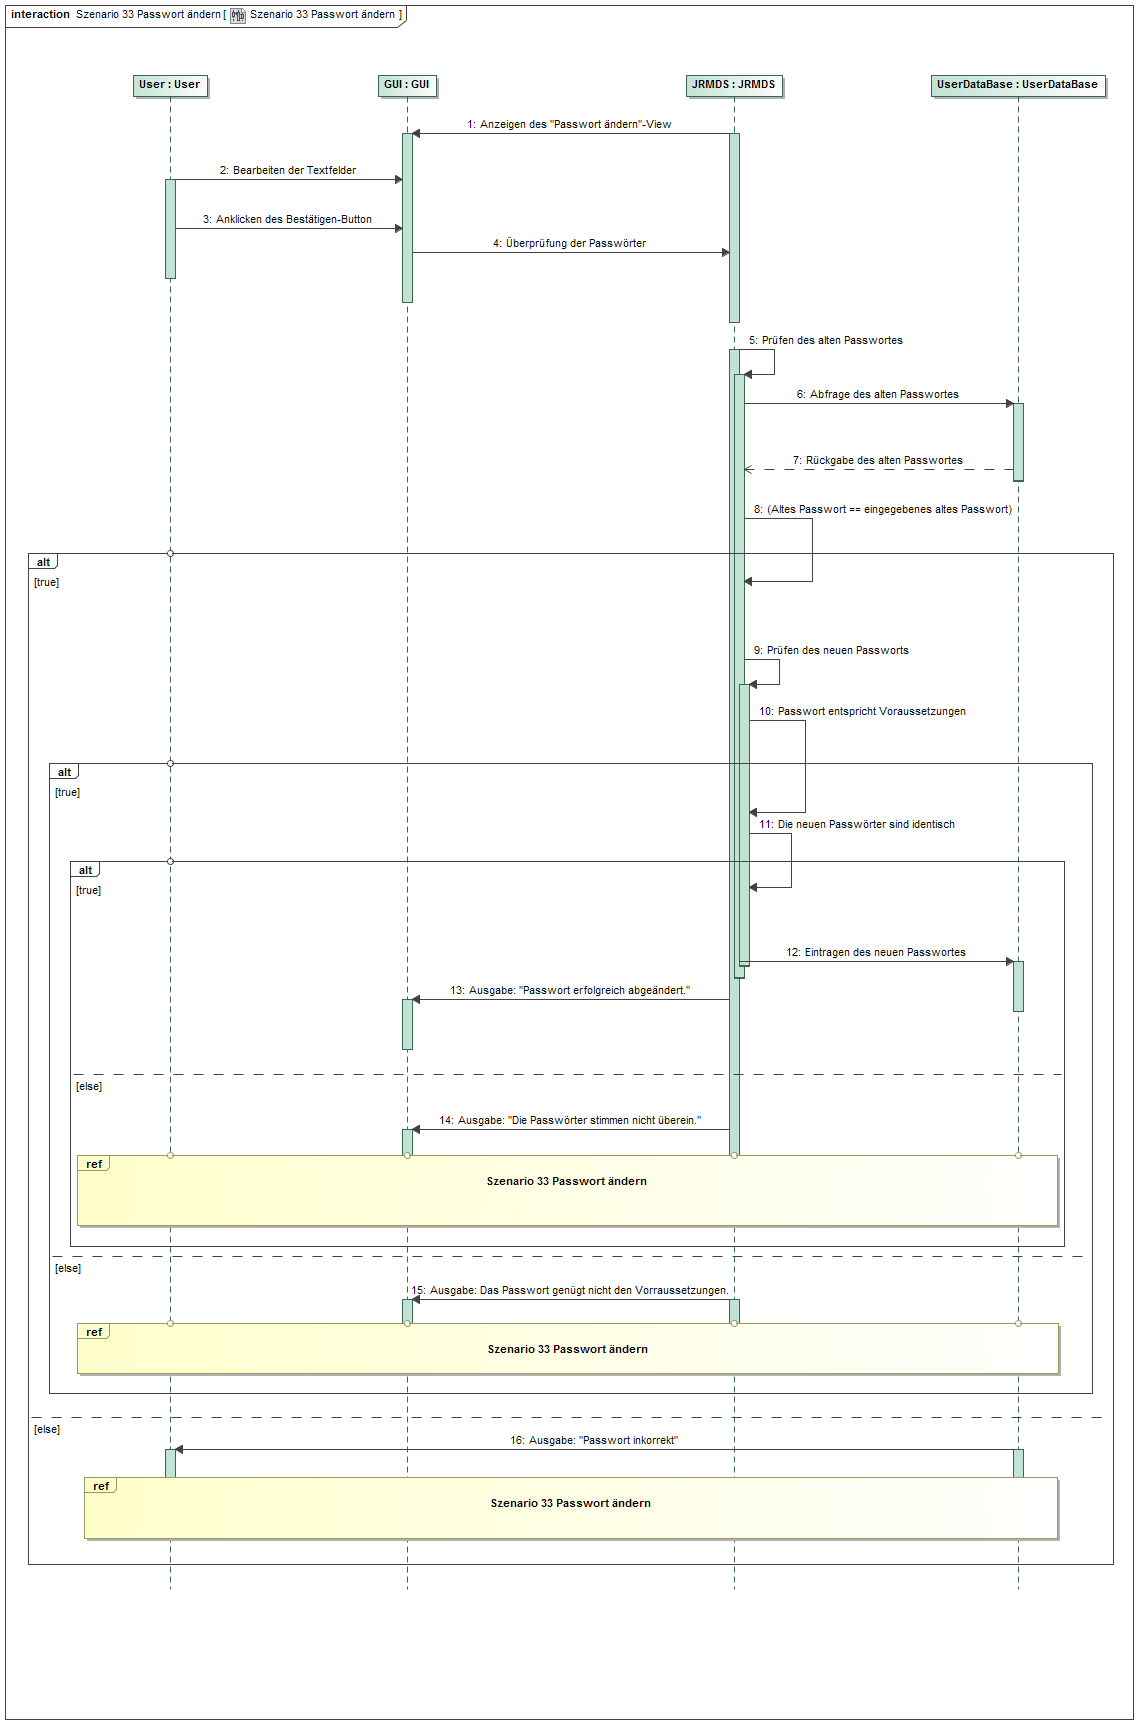 interaction Szenario 33 Passwort ändern [ Szenario 33 Passwort ändern ]
User : User
GUI : GUI
JRMDS : JRMDS
UserDataBase : UserDataBase
1: Anzeigen des "Passwort ändern"-View
2: Bearbeiten der Textfelder
3: Anklicken des Bestätigen-Button
4: Überprüfung der Passwörter
5: Prüfen des alten Passwortes
6: Abfrage des alten Passwortes
7: Rückgabe des alten Passwortes
8: (Altes Passwort == eingegebenes altes Passwort)
alt
[true]
9: Prüfen des neuen Passworts
10: Passwort entspricht Voraussetzungen
alt
[true]
11: Die neuen Passwörter sind identisch
alt
[true]
12: Eintragen des neuen Passwortes
13: Ausgabe: "Passwort erfolgreich abgeändert."
[else]
14: Ausgabe: "Die Passwörter stimmen nicht überein."
ref
Szenario 33 Passwort ändern
[else]
15: Ausgabe: Das Passwort genügt nicht den Vorraussetzungen.
ref
Szenario 33 Passwort ändern
[else]
16: Ausgabe: "Passwort inkorrekt"
ref
Szenario 33 Passwort ändern